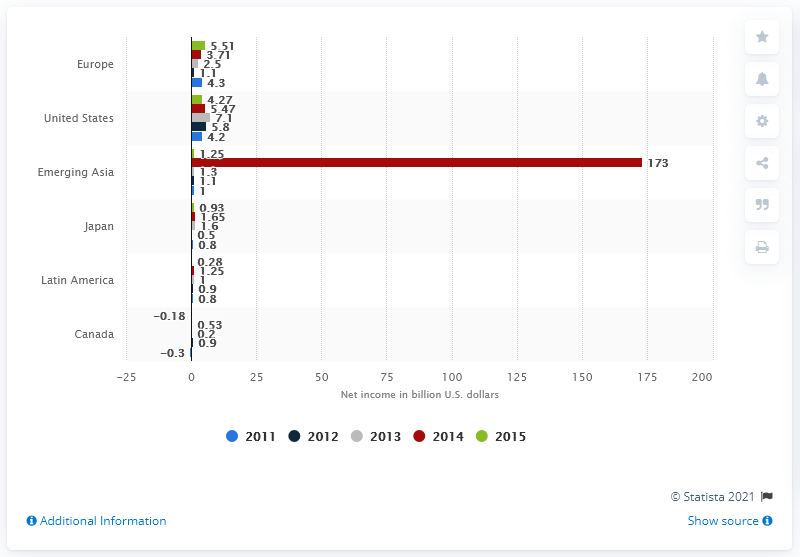 Europe
5.51
3.71
2.5
1.1
4.3
United States
4.27
5.47
7.1
5.8
4.2
Emerging Asia
1.25
173
1.3
1.1
1
Japan
0.93
1.65
1.6
0.5
0.8
Latin America
0.28
1.25
1
0.9
0.8
Canada
−0.18
0.53
0.2
0.9
−0.3
−25 0 25 50 75 100 125 150 175 200
Net income in billion U.S. dollars
2011 2012 2013 2014 2015
© Statista 2021
Additional Information
Show source